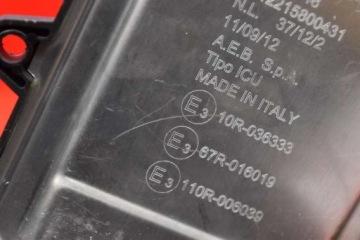 2215800431
N.L. 37/12/2
11/09/12
A.E.B. S.p.A.
Tipo ICU
MADE IN ITALY
E3 10R-036333
E3 67R-016019
E3 110R-006039